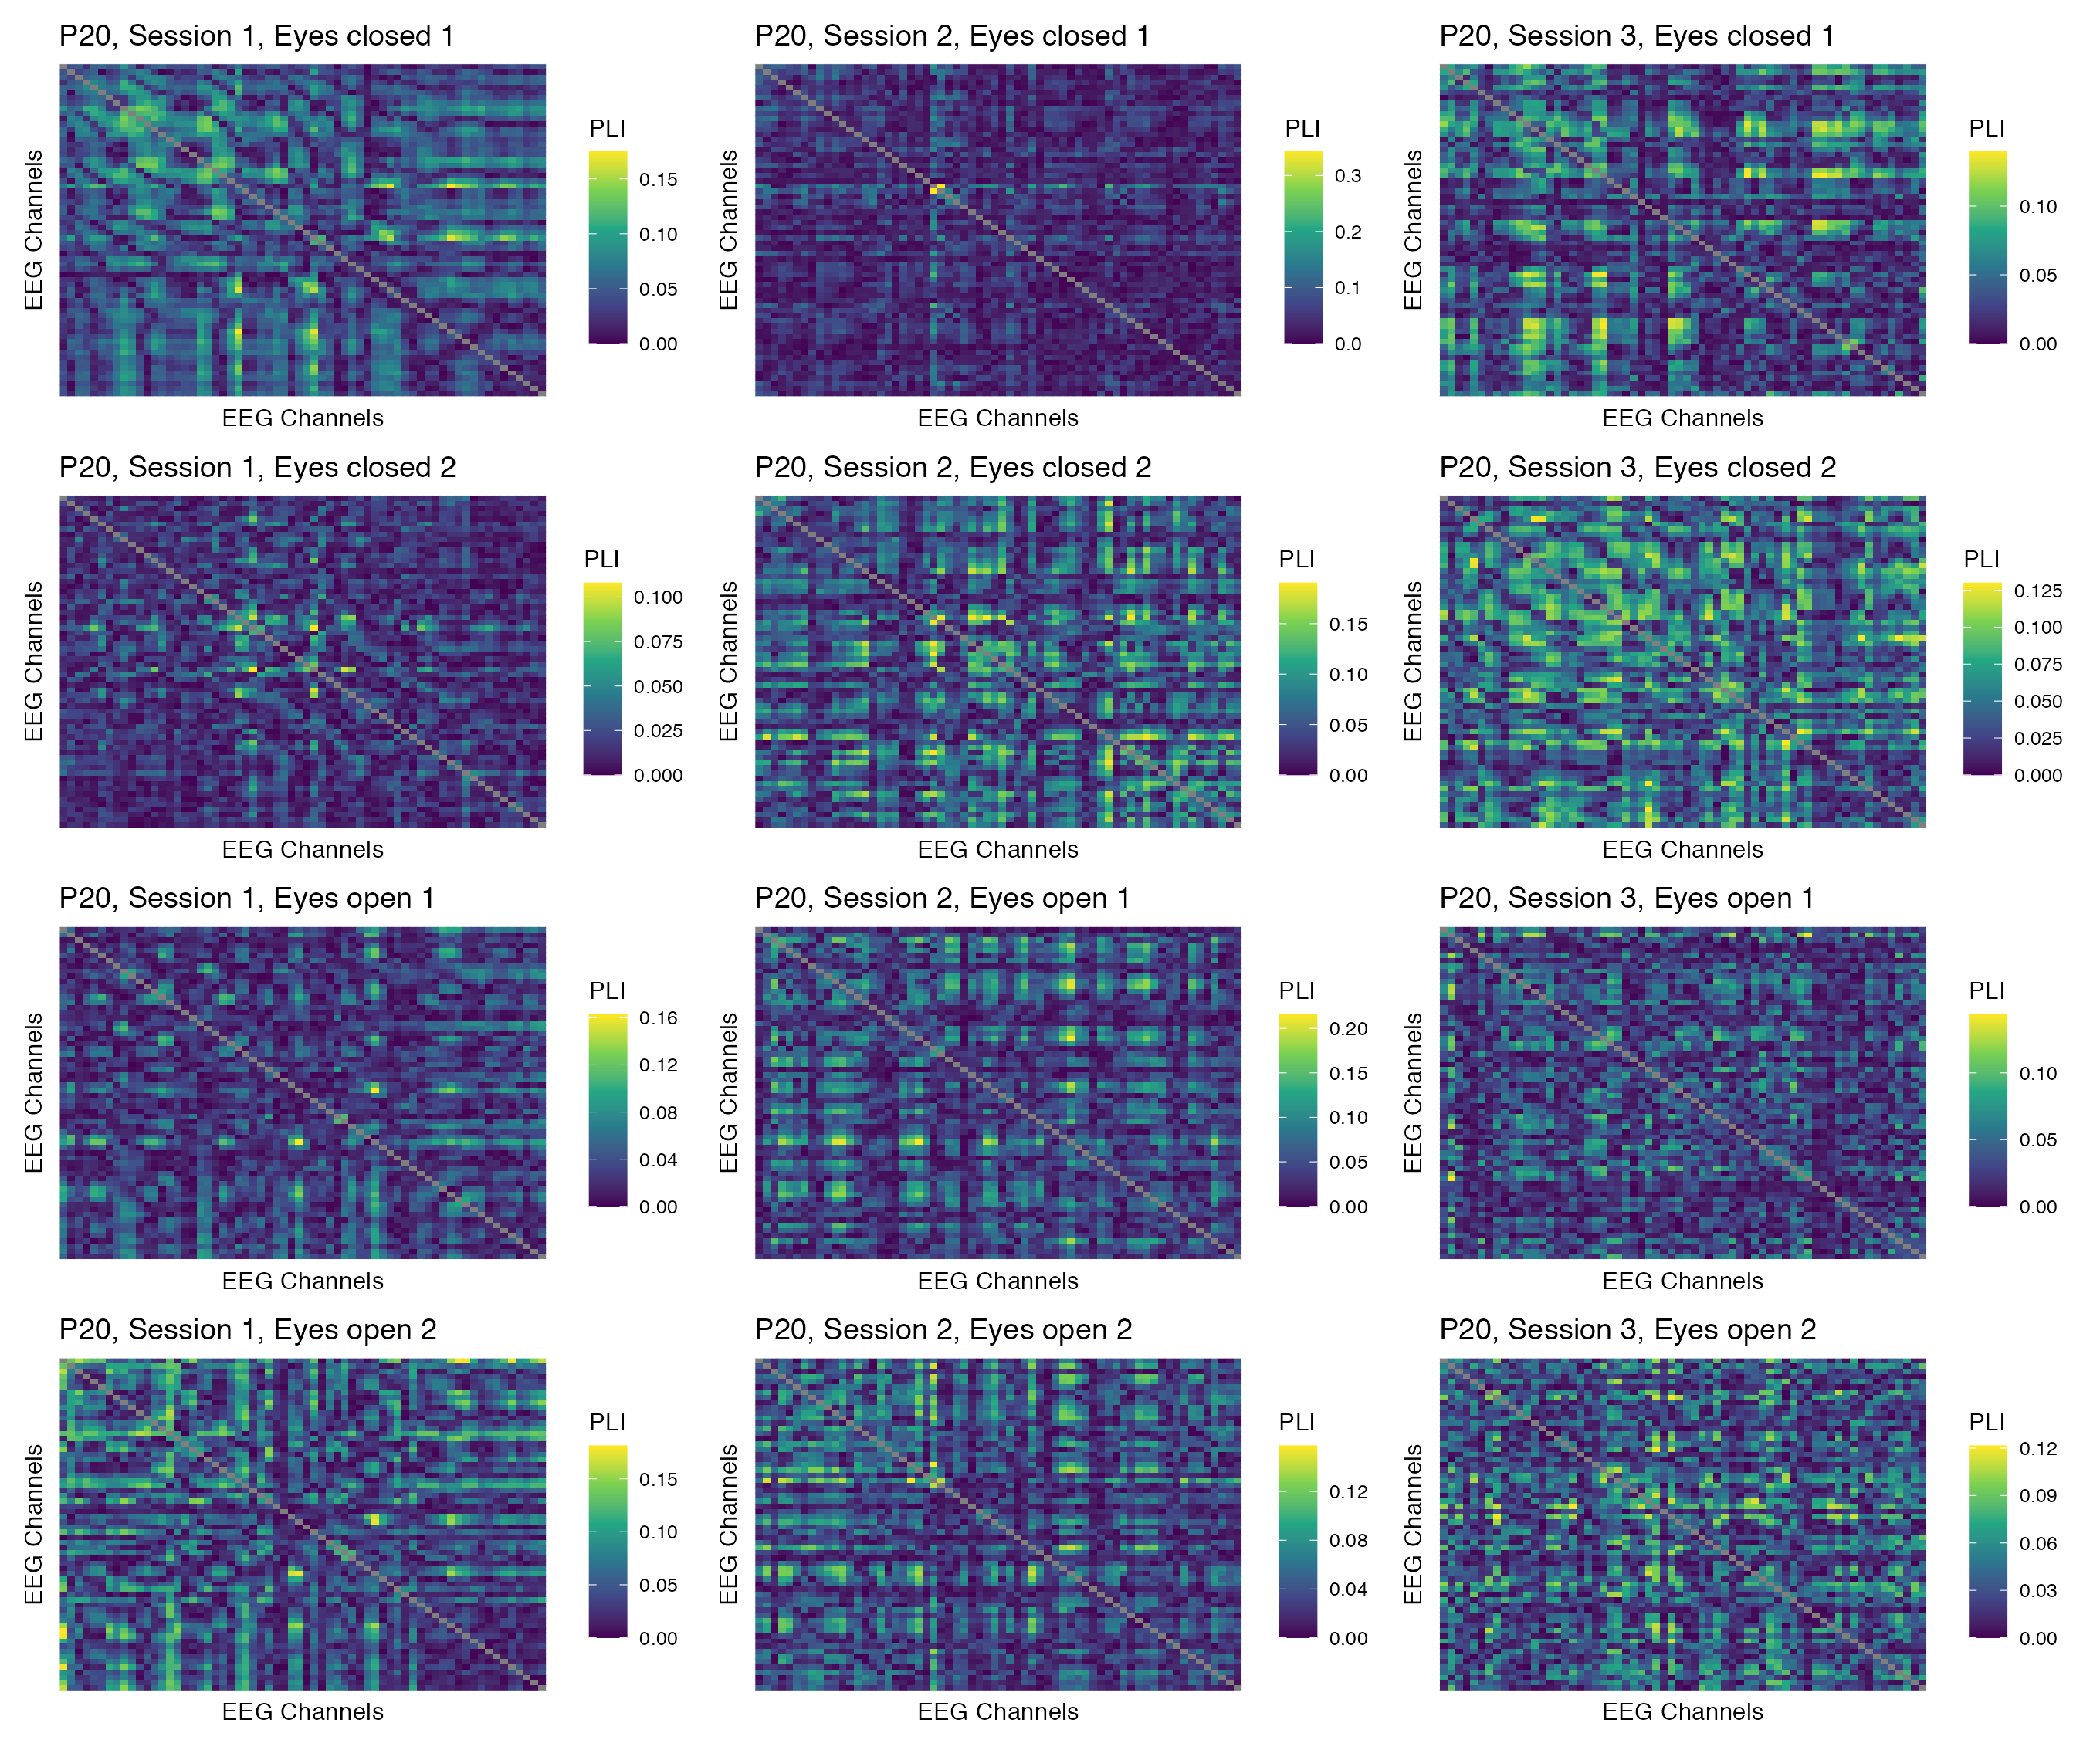 P20, Session 1, Eyes closed 1
EEG Channels
EEG Channels
PLI
0.15
0.10
0.05
0.00
P20, Session 2, Eyes closed 1
EEG Channels
EEG Channels
PLI
0.3
0.2
0.1
0.0
P20, Session 3, Eyes closed 1
EEG Channels
EEG Channels
PLI
0.10
0.05
0.00
P20, Session 1, Eyes closed 2
EEG Channels
EEG Channels
PLI
0.100
0.075
0.050
0.025
0.000
P20, Session 2, Eyes closed 2
EEG Channels
EEG Channels
PLI
0.15
0.10
0.05
0.00
P20, Session 3, Eyes closed 2
EEG Channels
EEG Channels
PLI
0.125
0.100
0.075
0.050
0.025
0.000
P20, Session 1, Eyes open 1
EEG Channels
EEG Channels
PLI
0.16
0.12
0.08
0.04
0.00
P20, Session 2, Eyes open 1
EEG Channels
EEG Channels
PLI
0.20
0.15
0.10
0.05
0.00
P20, Session 3, Eyes open 1
EEG Channels
EEG Channels
PLI
0.10
0.05
0.00
P20, Session 1, Eyes open 2
EEG Channels
EEG Channels
PLI
0.15
0.10
0.05
0.00
P20, Session 2, Eyes open 2
EEG Channels
EEG Channels
PLI
0.12
0.08
0.04
0.00
P20, Session 3, Eyes open 2
EEG Channels
EEG Channels
PLI
0.12
0.09
0.06
0.03
0.00